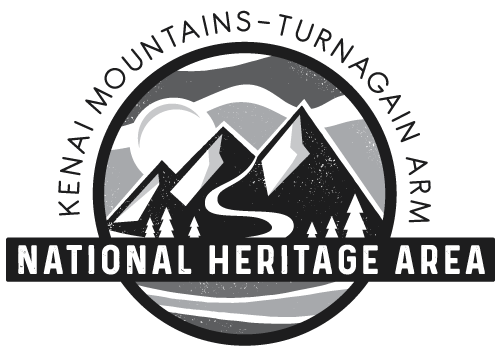 KENAI MOUNTAINS–TURNAGAIN ARM
NATIONAL HERITAGE AREA